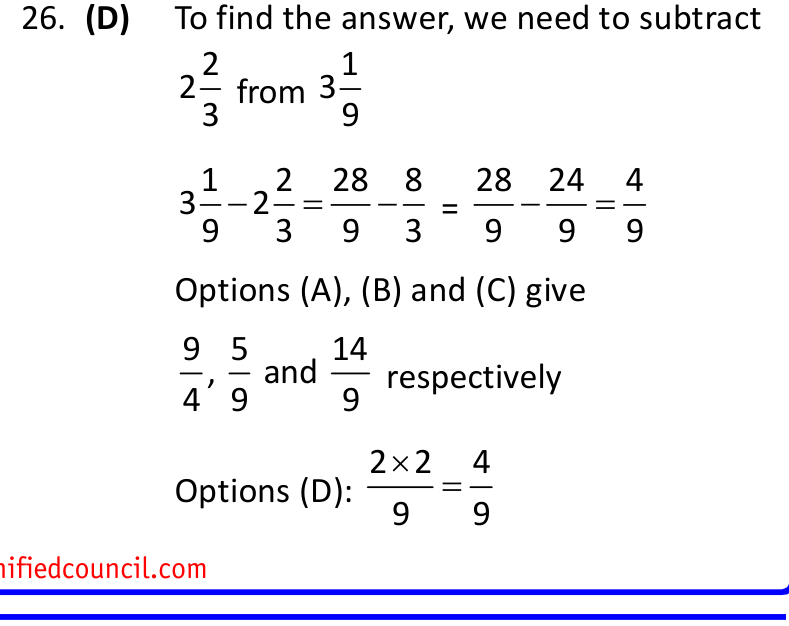 26. (D) To find the answer, we need to subtract
2 2/3 from 3 1/9
3 1/9 − 2 2/3 = 28/9 − 8/3 = 28/9 − 24/9 = 4/9
Options (A), (B) and (C) give
9/4, 5/9 and 14/9 respectively
Options (D): 2×2/9 = 4/9
nifiedcouncil.com